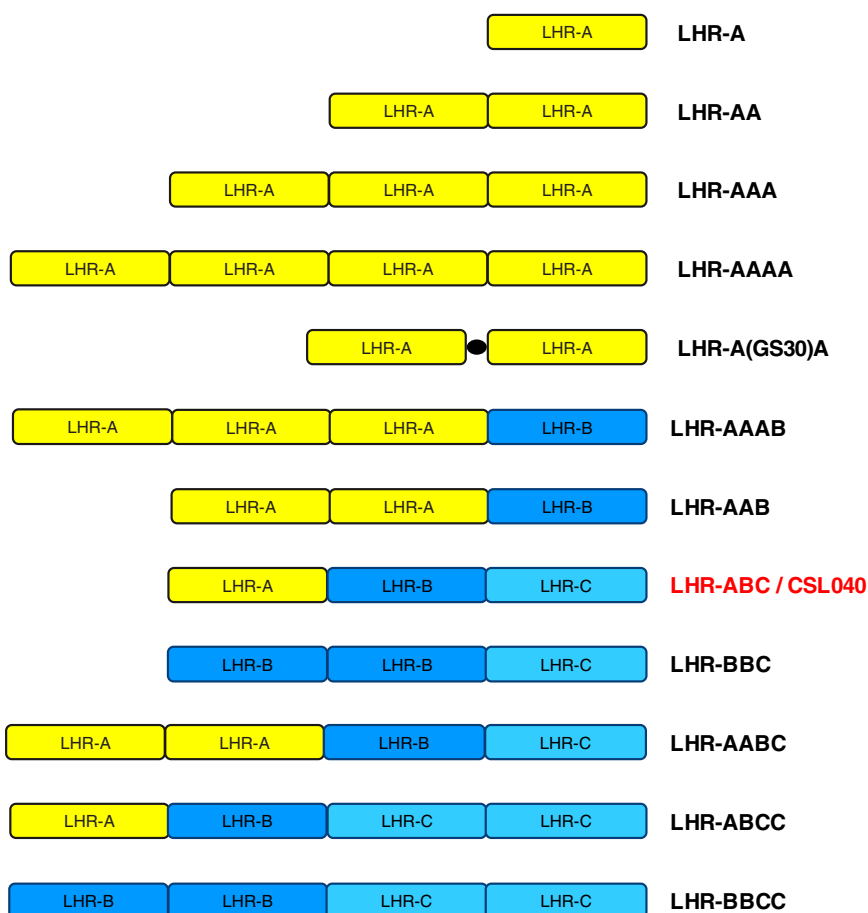 LHR-A LHR-A
LHR-A LHR-A LHR-AA
LHR-A LHR-A LHR-A LHR-AAA
LHR-A LHR-A LHR-A LHR-A LHR-AAAA
LHR-A LHR-A LHR-A(GS30)A
LHR-A LHR-A LHR-A LHR-B LHR-AAAB
LHR-A LHR-A LHR-B LHR-AAB
LHR-A LHR-B LHR-C LHR-ABC / CSL040
LHR-B LHR-B LHR-C LHR-BBC
LHR-A LHR-A LHR-B LHR-C LHR-AABC
LHR-A LHR-B LHR-C LHR-C LHR-ABCC
LHR-B LHR-B LHR-C LHR-C LHR-BBCC